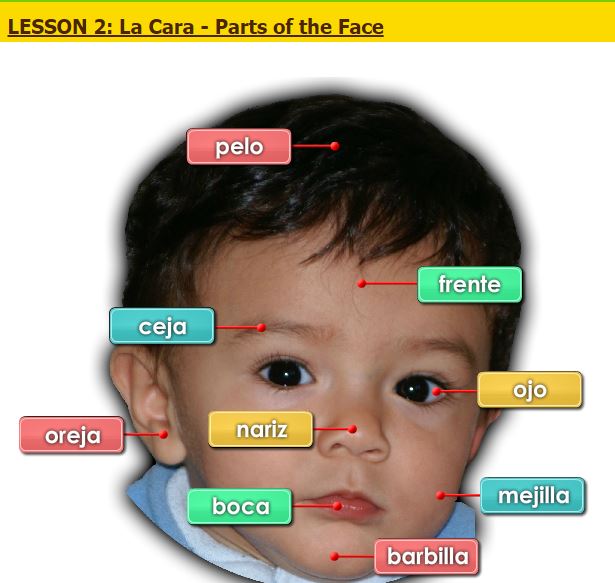 LESSON 2: La Cara - Parts of the Face
pelo
frente
ceja
ojo
nariz
oreja
mejilla
boca
barbilla